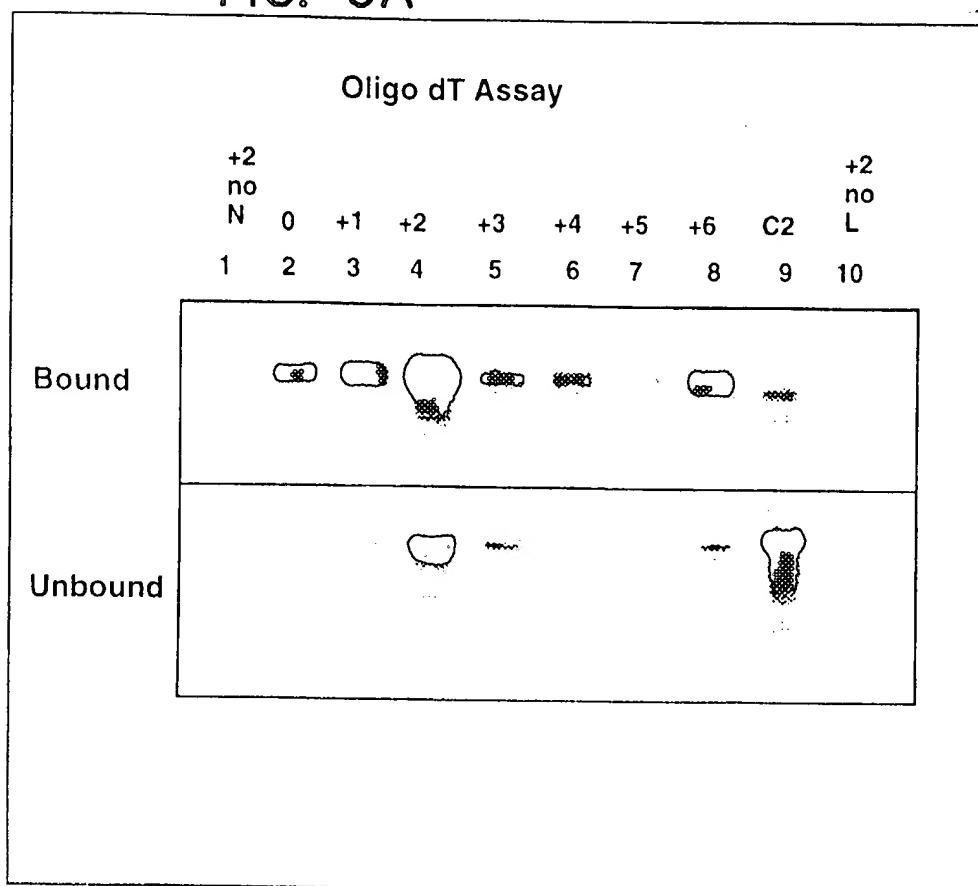 FIG. 
Oligo dT Assay
+2 no N 0 +1 +2 +3 +4 +5 +6 C2 +2 no L
1 2 3 4 5 6 7 8 9 10
Bound
Unbound